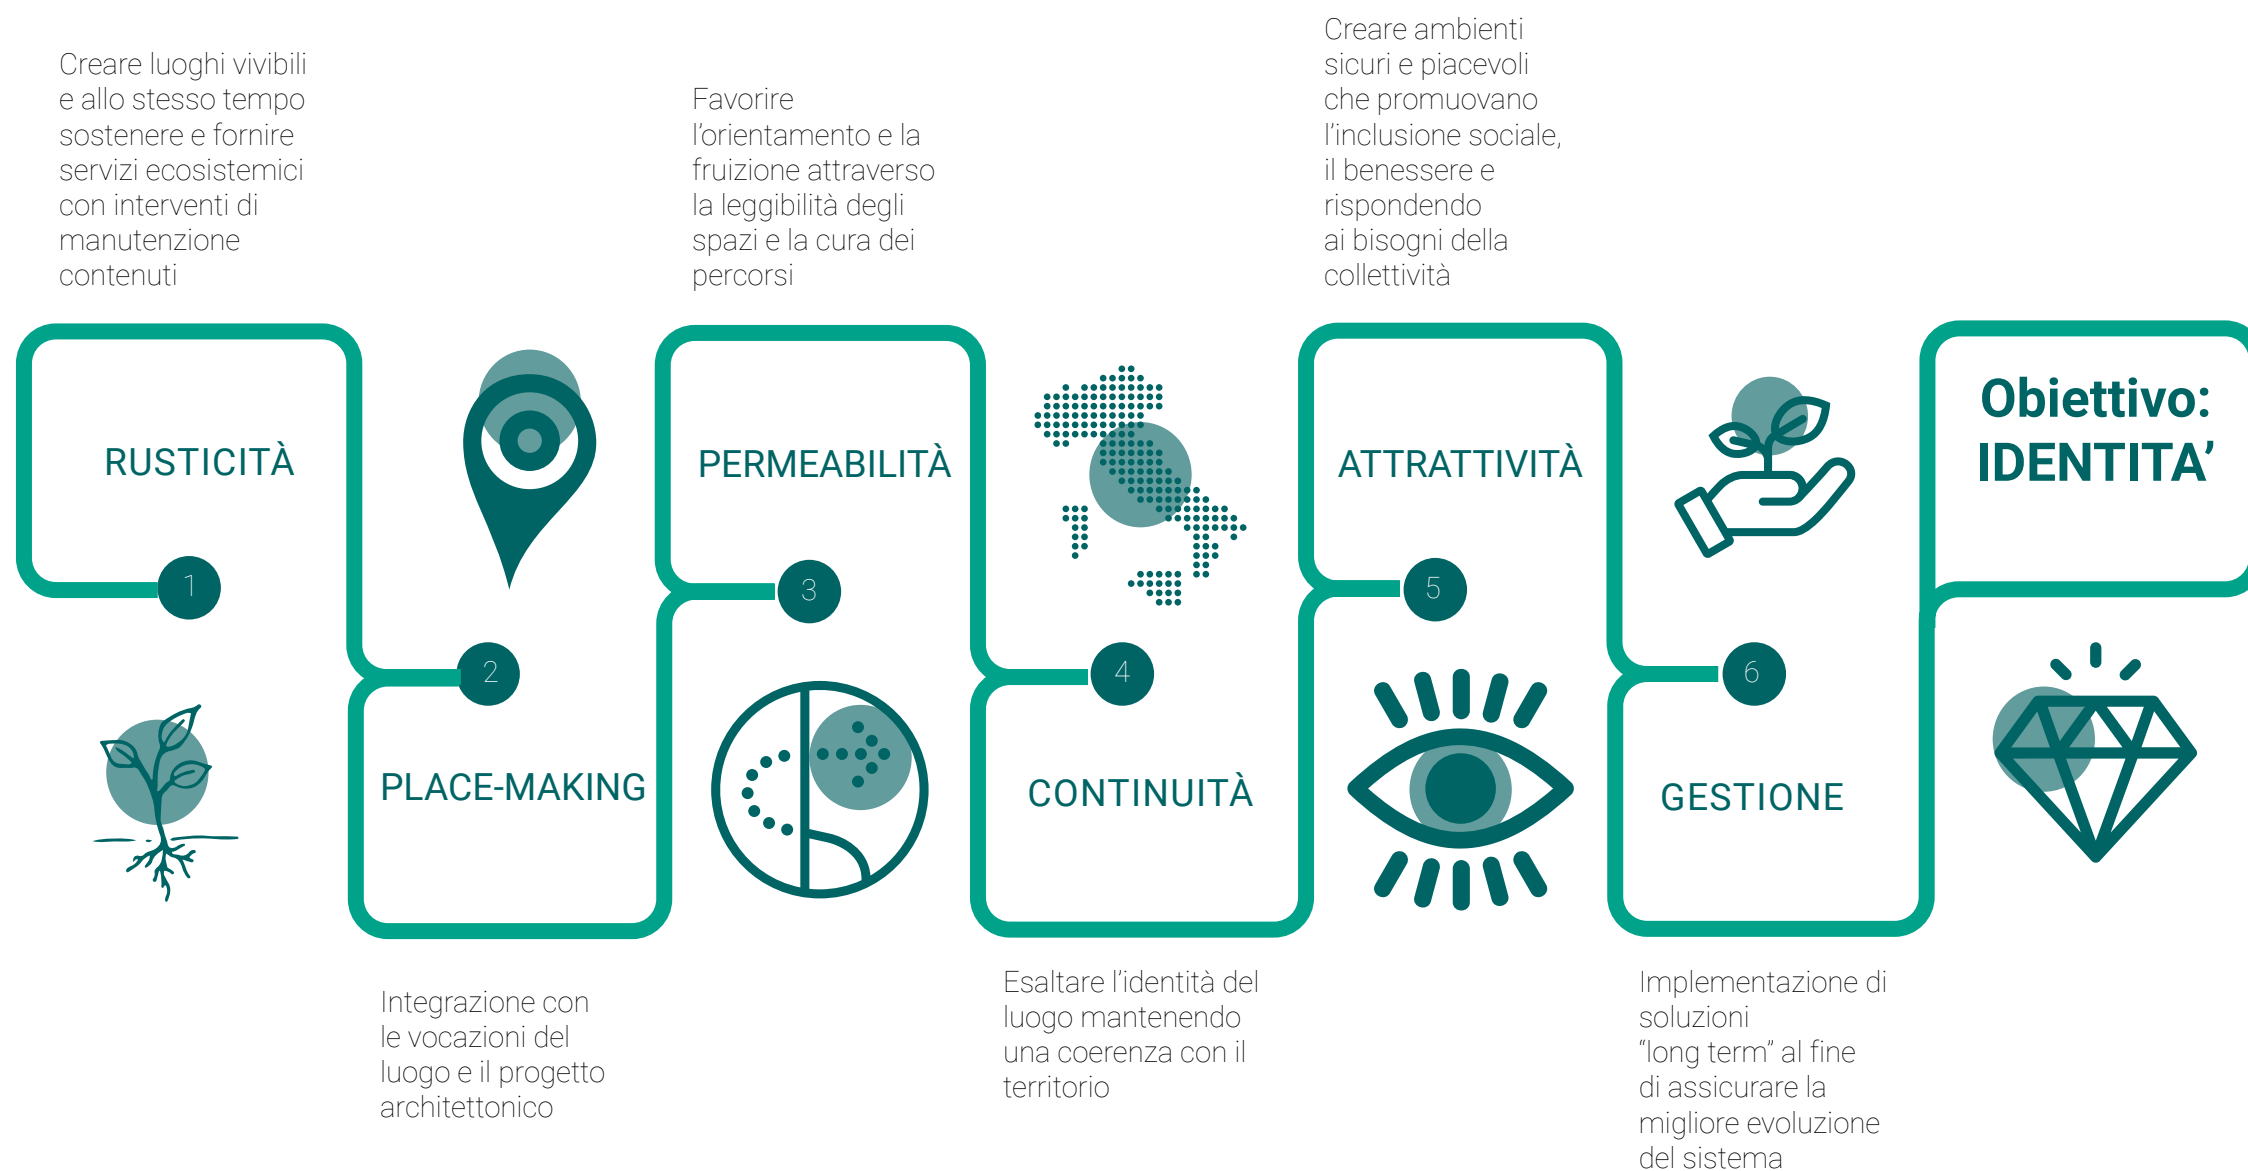 Creare luoghi vivibili
e allo stesso tempo
sostenere e fornire
servizi ecosistemici
con interventi di
manutenzione
contenuti
RUSTICITÀ
1
2
PLACE-MAKING
Integrazione con
le vocazioni del
luogo e il progetto
architettonico
Favorire
l'orientamento e la
fruizione attraverso
la leggibilità degli
spazi e la cura dei
percorsi
PERMEABILITÀ
3
4
CONTINUITÀ
Esaltare l'identità del
luogo mantenendo
una coerenza con il
territorio
Creare ambienti
sicuri e piacevoli
che promuovano
l'inclusione sociale,
il benessere e
rispondendo
ai bisogni della
collettività
ATTRATTIVITÀ
5
6
GESTIONE
Implementazione di
soluzioni
“long term” al fine
di assicurare la
migliore evoluzione
del sistema
Obiettivo:
IDENTITA’